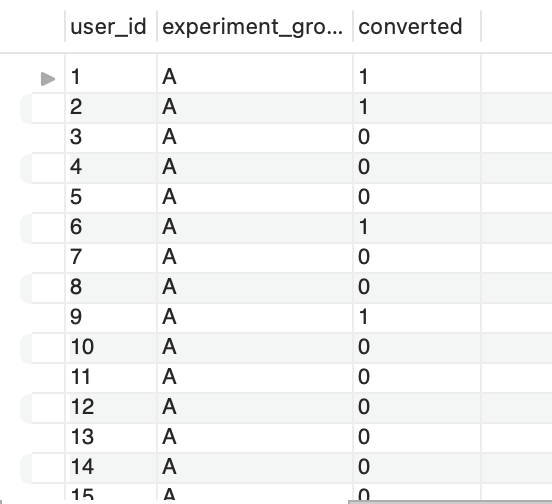 user_id experiment_gro... converted
1 A 1
2 A 1
3 A 0
4 A 0
5 A 0
6 A 1
7 A 0
8 A 0
9 A 1
10 A 0
11 A 0
12 A 0
13 A 0
14 A 0
15 A 0